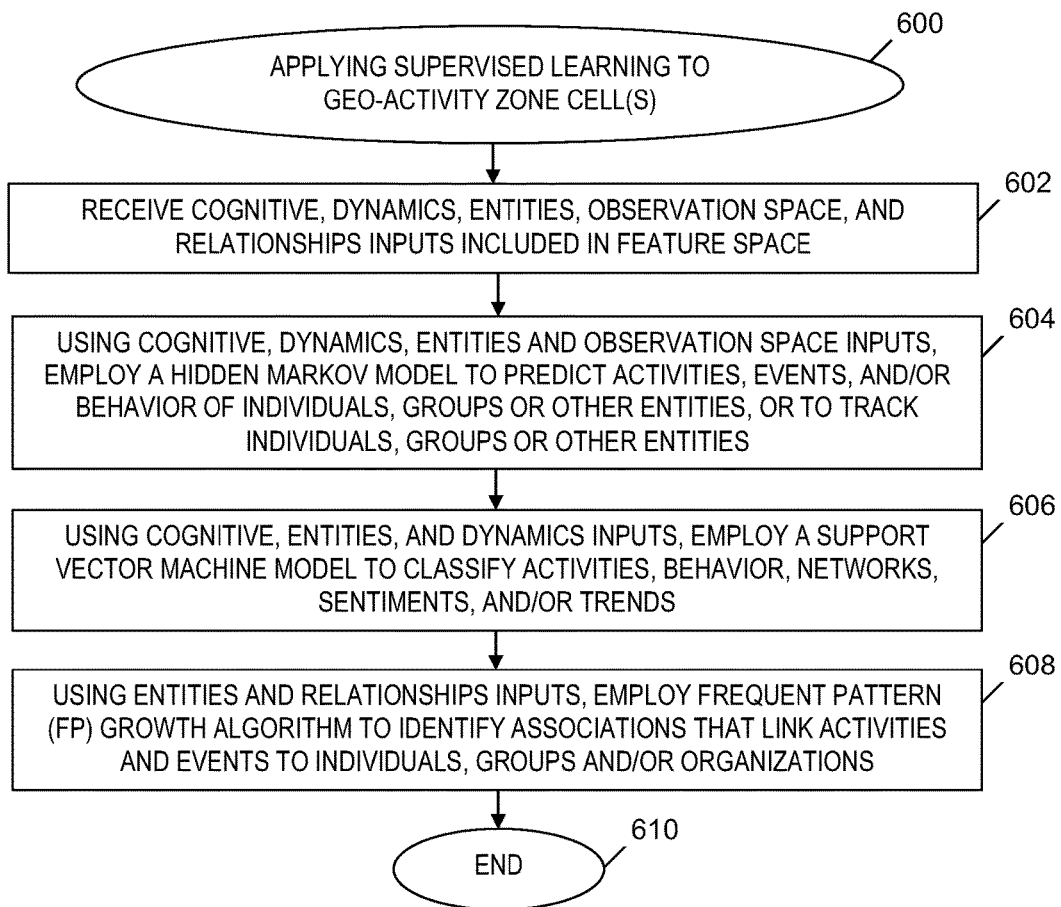 600
APPLYING SUPERVISED LEARNING TO
GEO-ACTIVITY ZONE CELL(S)
602
RECEIVE COGNITIVE, DYNAMICS, ENTITIES, OBSERVATION SPACE, AND
RELATIONSHIPS INPUTS INCLUDED IN FEATURE SPACE
604
USING COGNITIVE, DYNAMICS, ENTITIES AND OBSERVATION SPACE INPUTS,
EMPLOY A HIDDEN MARKOV MODEL TO PREDICT ACTIVITIES, EVENTS, AND/OR
BEHAVIOR OF INDIVIDUALS, GROUPS OR OTHER ENTITIES, OR TO TRACK
INDIVIDUALS, GROUPS OR OTHER ENTITIES
606
USING COGNITIVE, ENTITIES, AND DYNAMICS INPUTS, EMPLOY A SUPPORT
VECTOR MACHINE MODEL TO CLASSIFY ACTIVITIES, BEHAVIOR, NETWORKS,
SENTIMENTS, AND/OR TRENDS
608
USING ENTITIES AND RELATIONSHIPS INPUTS, EMPLOY FREQUENT PATTERN
(FP) GROWTH ALGORITHM TO IDENTIFY ASSOCIATIONS THAT LINK ACTIVITIES
AND EVENTS TO INDIVIDUALS, GROUPS AND/OR ORGANIZATIONS
610
END